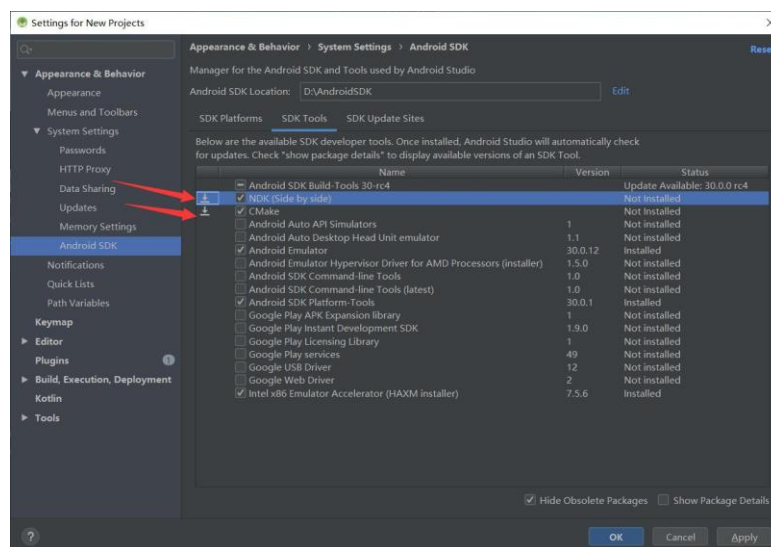 Settings for New Projects
Appearance & Behavior › System Settings › Android SDK
Rese
Manager for the Android SDK and Tools used by Android Studio
Android SDK Location: D:\AndroidSDK Edit
SDK Platforms SDK Tools SDK Update Sites
Below are the available SDK developer tools. Once installed, Android Studio will automatically check
for updates. Check "show package details" to display available versions of an SDK Tool.
Name Version Status
Android SDK Build-Tools 30-rc4 Update Available: 30.0.0 rc4
NDK (Side by side) Not Installed
CMake Not Installed
Android Auto API Simulators 1 Not installed
Android Auto Desktop Head Unit emulator 1.1 Not installed
Android Emulator 30.0.12 Installed
Android Emulator Hypervisor Driver for AMD Processors (installer) 1.5.0 Not installed
Android SDK Command-line Tools 1.0 Not installed
Android SDK Command-line Tools (latest) 1.0 Not installed
Android SDK Platform-Tools 30.0.1 Installed
Google Play APK Expansion library 1 Not installed
Google Play Instant Development SDK 1.9.0 Not installed
Google Play Licensing Library 1 Not installed
Google Play services 49 Not installed
Google USB Driver 12 Not installed
Google Web Driver 2 Not installed
Intel x86 Emulator Accelerator (HAXM installer) 7.5.6 Installed
Hide Obsolete Packages Show Package Details
Appearance & Behavior
Appearance
Menus and Toolbars
System Settings
Passwords
HTTP Proxy
Data Sharing
Updates
Memory Settings
Android SDK
Notifications
Quick Lists
Path Variables
Keymap
Editor
Plugins 1
Build, Execution, Deployment
Kotlin
Tools
? OK Cancel Apply